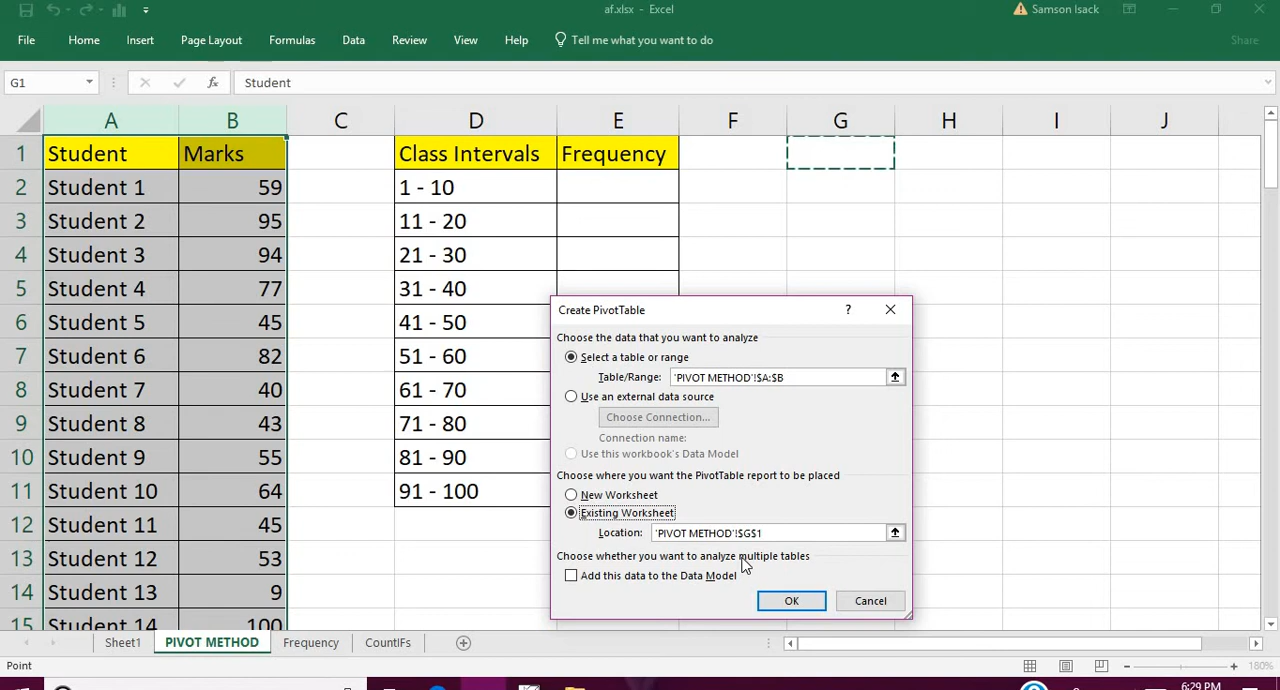 af.xlsx - Excel
Samson Isack
File Home Insert Page Layout Formulas Data Review View Help Tell me what you want to do Share
G1 fx Student
A B C D E F G H I J
1 Student Marks Class Intervals Frequency
2 Student 1 59 1 - 10
3 Student 2 95 11 - 20
4 Student 3 94 21 - 30
5 Student 4 77 31 - 40
6 Student 5 45 41 - 50
7 Student 6 82 51 - 60
8 Student 7 40 61 - 70
9 Student 8 43 71 - 80
10 Student 9 55 81 - 90
11 Student 10 64 91 - 100
12 Student 11 45
13 Student 12 53
14 Student 13 9
15 Student 14 100
Create PivotTable ?
Choose the data that you want to analyze
Select a table or range
Table/Range: 'PIVOT METHOD'!$A:$B
Use an external data source
Choose Connection...
Connection name:
Use this workbook's Data Model
Choose where you want the PivotTable report to be placed
New Worksheet
Existing Worksheet
Location: 'PIVOT METHOD'!$G$1
Choose whether you want to analyze multiple tables
Add this data to the Data Model
OK Cancel
Sheet1 PIVOT METHOD Frequency CountIFs
Point 180%
6:29 PM